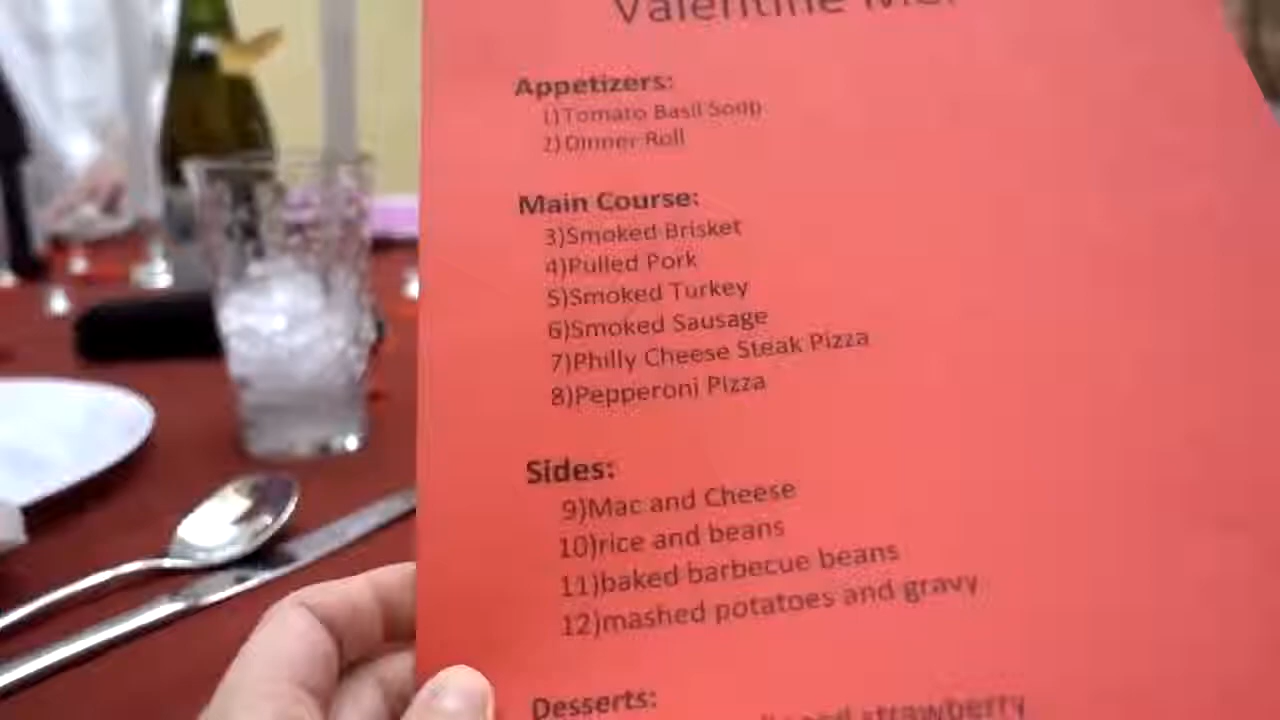 Valentine
Appetizers:
1)Tomato Basil Soup
2)Dinner Roll
Main Course:
3)Smoked Brisket
4)Pulled Pork
5)Smoked Turkey
6)Smoked Sausage
7)Philly Cheese Steak Pizza
8)Pepperoni Pizza
Sides:
9)Mac and Cheese
10)rice and beans
11)baked barbecue beans
12)mashed potatoes and gravy
Desserts:
strawberry